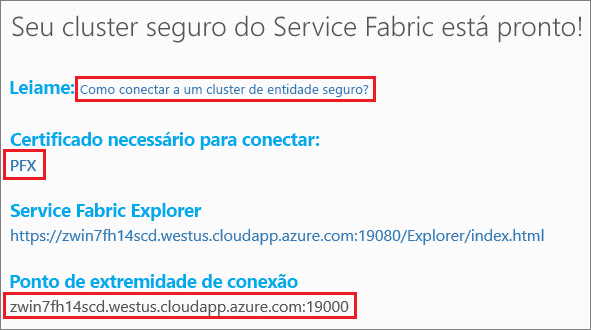 Seu cluster seguro do Service Fabric está pronto!
Leiame: Como conectar a um cluster de entidade seguro?
Certificado necessário para conectar:
PFX
Service Fabric Explorer
https://zwin7fh14scd.westus.cloudapp.azure.com:19080/Explorer/index.html
Ponto de extremidade de conexão
zwin7fh14scd.westus.cloudapp.azure.com:19000